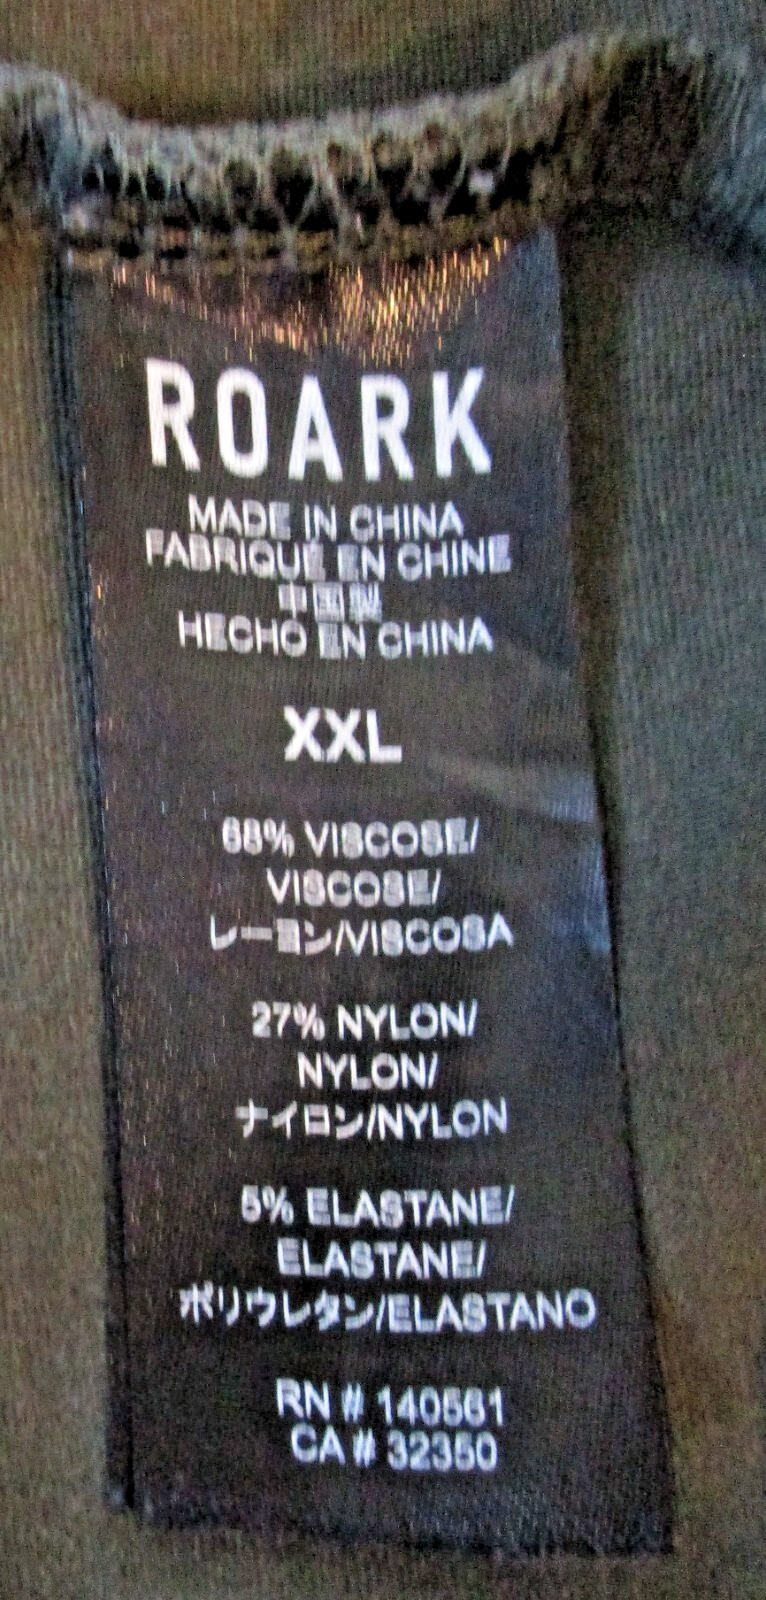 ROARK
MADE IN CHINA
FABRIQUÉ EN CHINE
中国製
HECHO EN CHINA
XXL
68% VISCOSE/
VISCOSE/
レーヨン/VISCOSA
27% NYLON/
NYLON/
ナイロン/NYLON
5% ELASTANE/
ELASTANE/
ポリウレタン/ELASTANO
RN # 140561
CA # 32350